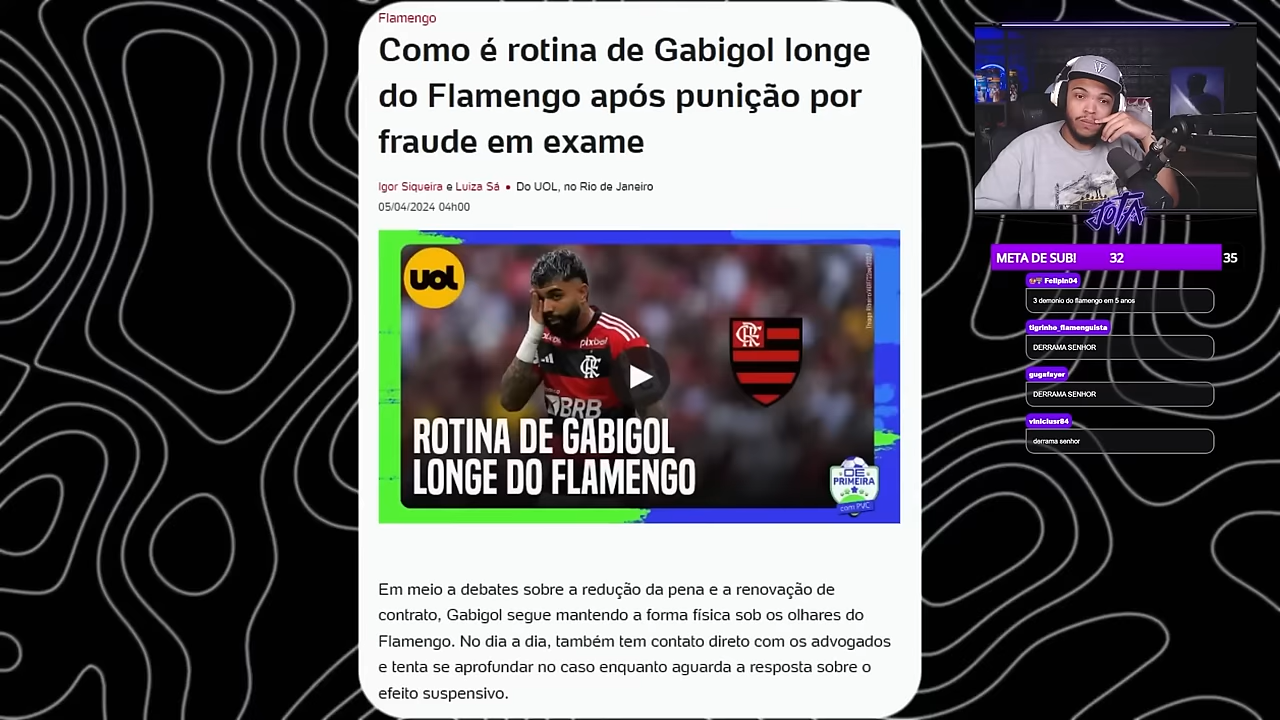 Flamengo
Como é rotina de Gabigol longe
do Flamengo após punição por
fraude em exame
Igor Siqueira e Luiza Sá • Do UOL, no Rio de Janeiro
05/04/2024 04h00
uol
pixbet
BRB
ROTINA DE GABIGOL
LONGE DO FLAMENGO
DE
PRIMEIRA
com PVC
Em meio a debates sobre a redução da pena e a renovação de
contrato, Gabigol segue mantendo a forma física sob os olhares do
Flamengo. No dia a dia, também tem contato direto com os advogados
e tenta se aprofundar no caso enquanto aguarda a resposta sobre o
efeito suspensivo.
JOTA
META DE SUB! 32 35
Felipin04
3 demonio do flamengo em 5 anos
tigrinho_flamenguista
DERRAMA SENHOR
gugafayer
DERRAMA SENHOR
viniciusr84
derrama senhor